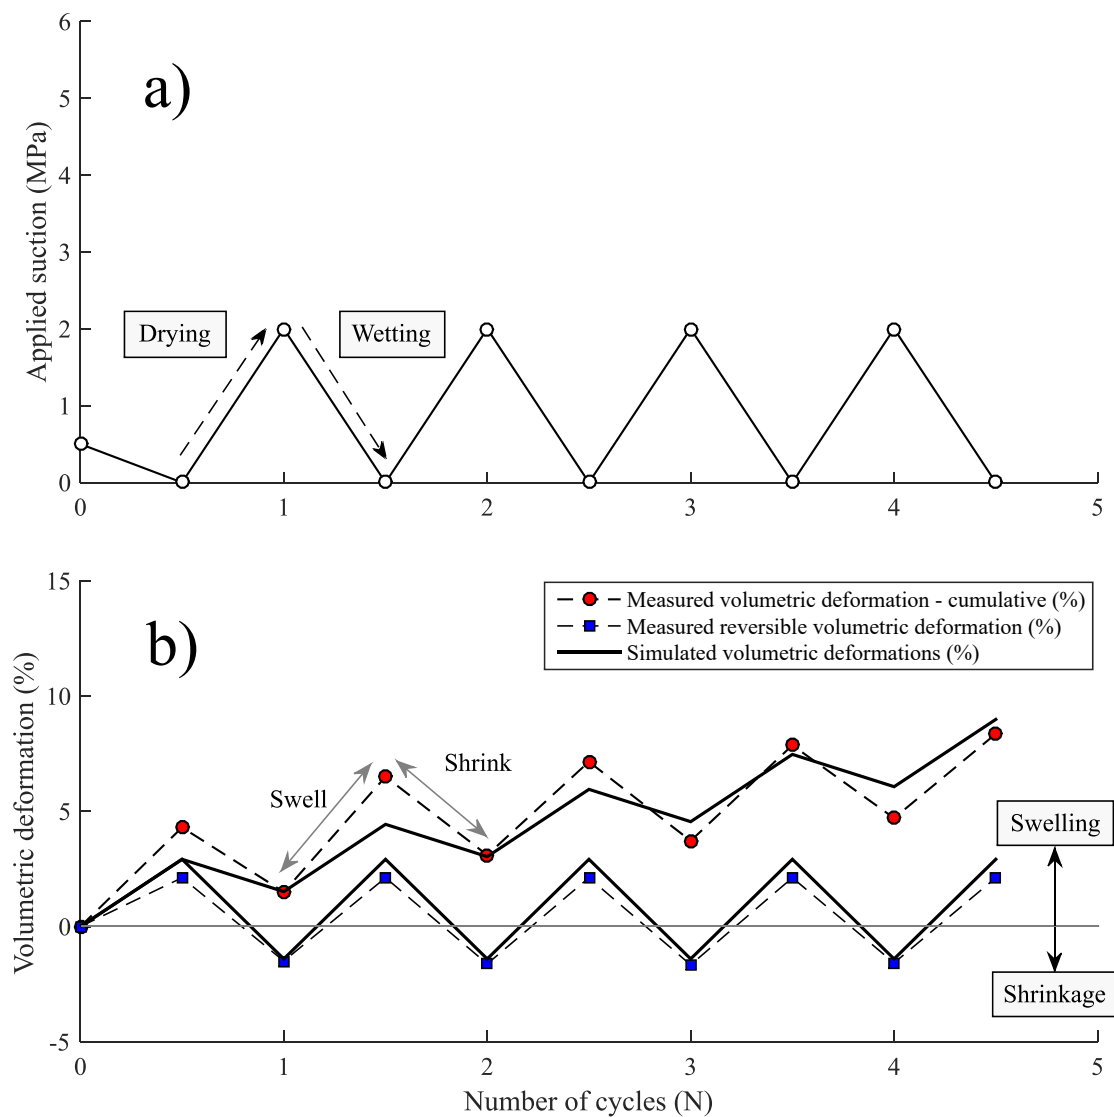 a)
Applied suction (MPa)
6
5
4
3
2
1
0
Drying
Wetting
0
1
2
3
4
5
b)
Volumetric deformation (%)
15
10
5
0
-5
Measured volumetric deformation - cumulative (%)
Measured reversible volumetric deformation (%)
Simulated volumetric deformations (%)
Swell
Shrink
Swelling
Shrinkage
0
1
2
3
4
5
Number of cycles (N)